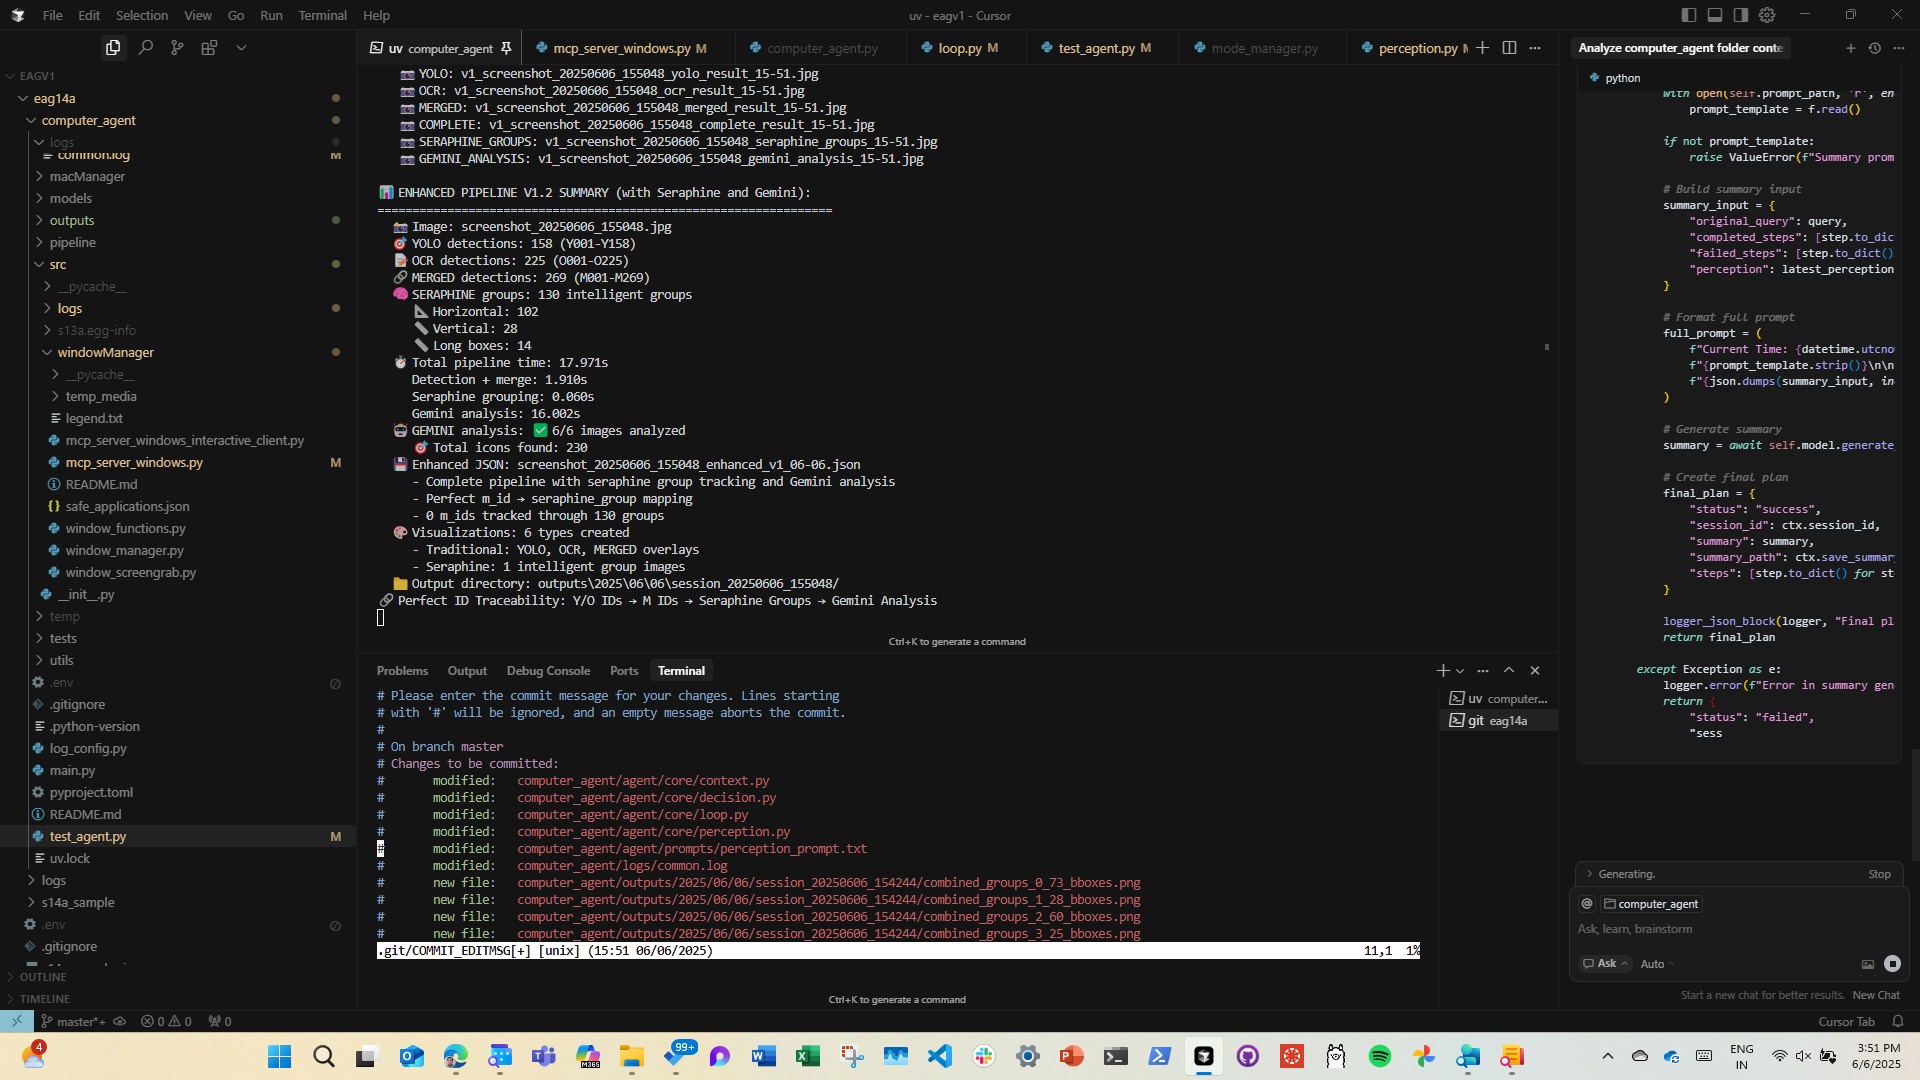 File Edit Selection View Go Run Terminal Help
uv - eagv1 - Cursor
uv computer_agent
mcp_server_windows.py M
computer_agent.py
loop.py M
test_agent.py M
mode_manager.py
perception.py
EAGV1
eag14a
computer_agent
logs
common.log M
macManager
models
outputs
pipeline
src
__pycache__
logs
s13a.egg-info
windowManager
__pycache__
temp_media
legend.txt
mcp_server_windows_interactive_client.py
mcp_server_windows.py M
README.md
safe_applications.json
window_functions.py
window_manager.py
window_screengrab.py
__init__.py
temp
tests
utils
.env
.gitignore
.python-version
log_config.py
main.py
pyproject.toml
README.md
test_agent.py M
uv.lock
logs
s14a_sample
.env
.gitignore
OUTLINE
TIMELINE
YOLO: v1_screenshot_20250606_155048_yolo_result_15-51.jpg
OCR: v1_screenshot_20250606_155048_ocr_result_15-51.jpg
MERGED: v1_screenshot_20250606_155048_merged_result_15-51.jpg
COMPLETE: v1_screenshot_20250606_155048_complete_result_15-51.jpg
SERAPHINE_GROUPS: v1_screenshot_20250606_155048_seraphine_groups_15-51.jpg
GEMINI_ANALYSIS: v1_screenshot_20250606_155048_gemini_analysis_15-51.jpg
ENHANCED PIPELINE V1.2 SUMMARY (with Seraphine and Gemini):
=================================================================
Image: screenshot_20250606_155048.jpg
YOLO detections: 158 (Y001-Y158)
OCR detections: 225 (O001-O225)
MERGED detections: 269 (M001-M269)
SERAPHINE groups: 130 intelligent groups
Horizontal: 102
Vertical: 28
Long boxes: 14
Total pipeline time: 17.971s
Detection + merge: 1.910s
Seraphine grouping: 0.060s
Gemini analysis: 16.002s
GEMINI analysis: ✅ 6/6 images analyzed
Total icons found: 230
Enhanced JSON: screenshot_20250606_155048_enhanced_v1_06-06.json
- Complete pipeline with seraphine group tracking and Gemini analysis
- Perfect m_id → seraphine_group mapping
- 0 m_ids tracked through 130 groups
Visualizations: 6 types created
- Traditional: YOLO, OCR, MERGED overlays
- Seraphine: 1 intelligent group images
Output directory: outputs\2025\06\06\session_20250606_155048/
Perfect ID Traceability: Y/O IDs → M IDs → Seraphine Groups → Gemini Analysis
Ctrl+K to generate a command
Problems Output Debug Console Ports Terminal
# Please enter the commit message for your changes. Lines starting
# with '#' will be ignored, and an empty message aborts the commit.
#
# On branch master
# Changes to be committed:
# modified: computer_agent/agent/core/context.py
# modified: computer_agent/agent/core/decision.py
# modified: computer_agent/agent/core/loop.py
# modified: computer_agent/agent/core/perception.py
# modified: computer_agent/agent/prompts/perception_prompt.txt
# modified: computer_agent/logs/common.log
# new file: computer_agent/outputs/2025/06/06/session_20250606_154244/combined_groups_0_73_bboxes.png
# new file: computer_agent/outputs/2025/06/06/session_20250606_154244/combined_groups_1_28_bboxes.png
# new file: computer_agent/outputs/2025/06/06/session_20250606_154244/combined_groups_2_60_bboxes.png
# new file: computer_agent/outputs/2025/06/06/session_20250606_154244/combined_groups_3_25_bboxes.png
.git/COMMIT_EDITMSG[+] [unix] (15:51 06/06/2025) 11,1 1%
Ctrl+K to generate a command
uv computer...
git eag14a
Analyze computer_agent folder conte
python
with open(self.prompt_path, 'r', en
prompt_template = f.read()
if not prompt_template:
raise ValueError(f"Summary prom
# Build summary input
summary_input = {
"original_query": query,
"completed_steps": [step.to_dic
"failed_steps": [step.to_dict()
"perception": latest_perception
}
# Format full prompt
full_prompt = (
f"Current Time: {datetime.utcno
f"{prompt_template.strip()}\n\n
f"{json.dumps(summary_input, in
)
# Generate summary
summary = await self.model.generate_
# Create final plan
final_plan = {
"status": "success",
"session_id": ctx.session_id,
"summary": summary,
"summary_path": ctx.save_summar
"steps": [step.to_dict() for st
}
logger_json_block(logger, "Final pl
return final_plan
except Exception as e:
logger.error(f"Error in summary gen
return {
"status": "failed",
"sess
Generating. Stop
@ computer_agent
Ask, learn, brainstorm
Ask Auto
Start a new chat for better results. New Chat
master*+ 0 0 0
Cursor Tab
4
99+
M365
ENG
IN
3:51 PM
6/6/2025